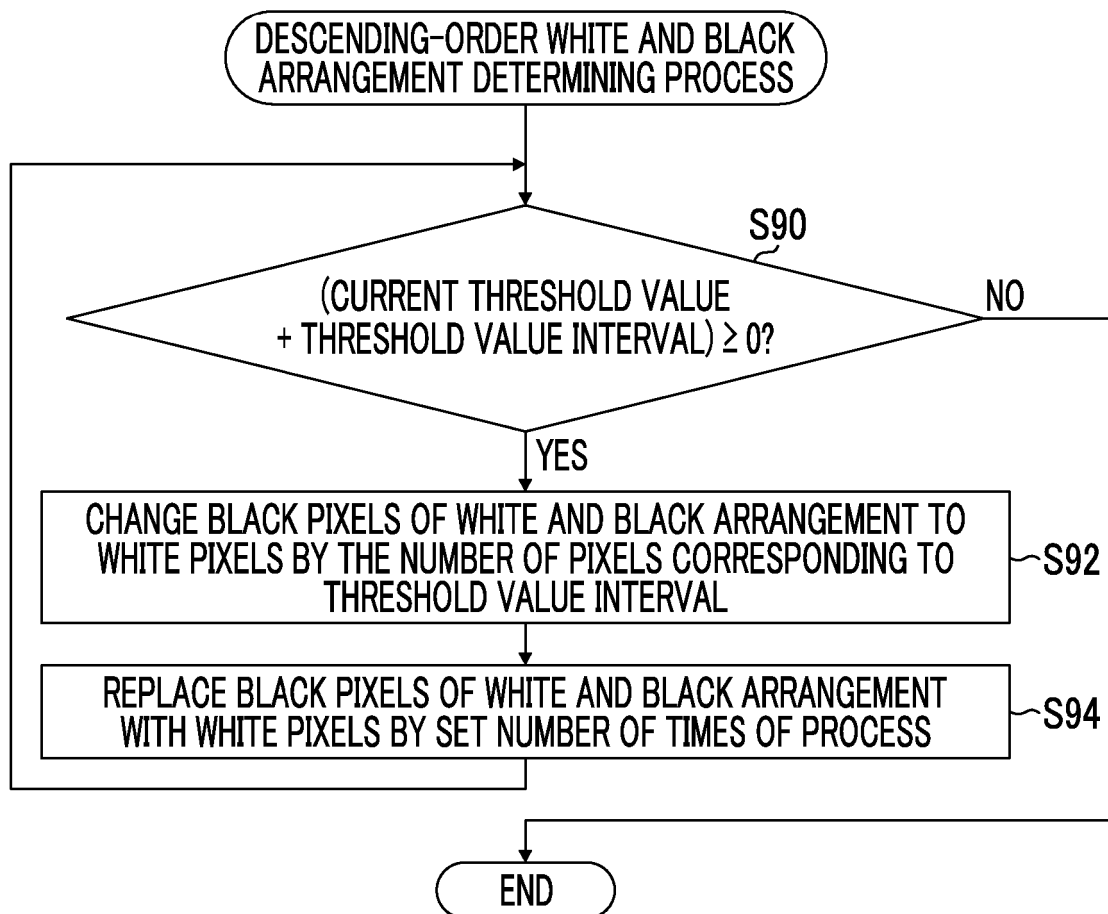 DESCENDING-ORDER WHITE AND BLACK
ARRANGEMENT DETERMINING PROCESS
S90
(CURRENT THRESHOLD VALUE
+ THRESHOLD VALUE INTERVAL) ≥ 0?
NO
YES
CHANGE BLACK PIXELS OF WHITE AND BLACK ARRANGEMENT TO
WHITE PIXELS BY THE NUMBER OF PIXELS CORRESPONDING TO
THRESHOLD VALUE INTERVAL
S92
REPLACE BLACK PIXELS OF WHITE AND BLACK ARRANGEMENT
WITH WHITE PIXELS BY SET NUMBER OF TIMES OF PROCESS
S94
END